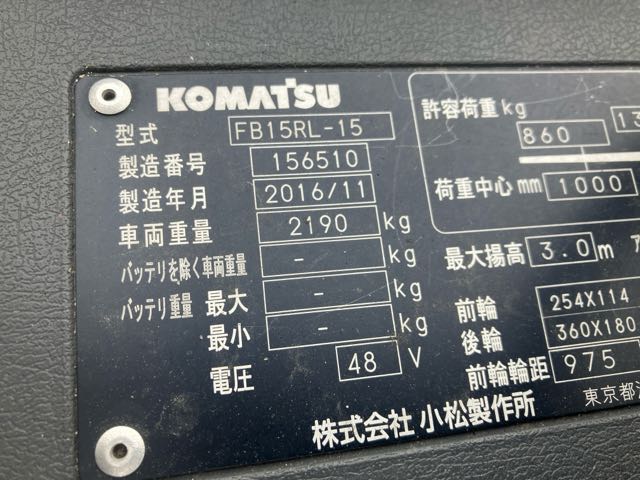 KOMATSU
型式 FB15RL-15
製造番号 156510
製造年月 2016/11
車両重量 2190 kg
バッテリを除く車両重量 - kg
バッテリ重量 最大 - kg
最小 - kg
電圧 48 V
株式会社 小松製作所
許容荷重 kg
860
13
荷重中心 mm 1000
最大揚高 3.0 m ア
前輪 254X114
後輪 360X180
前輪輪距 975
東京都